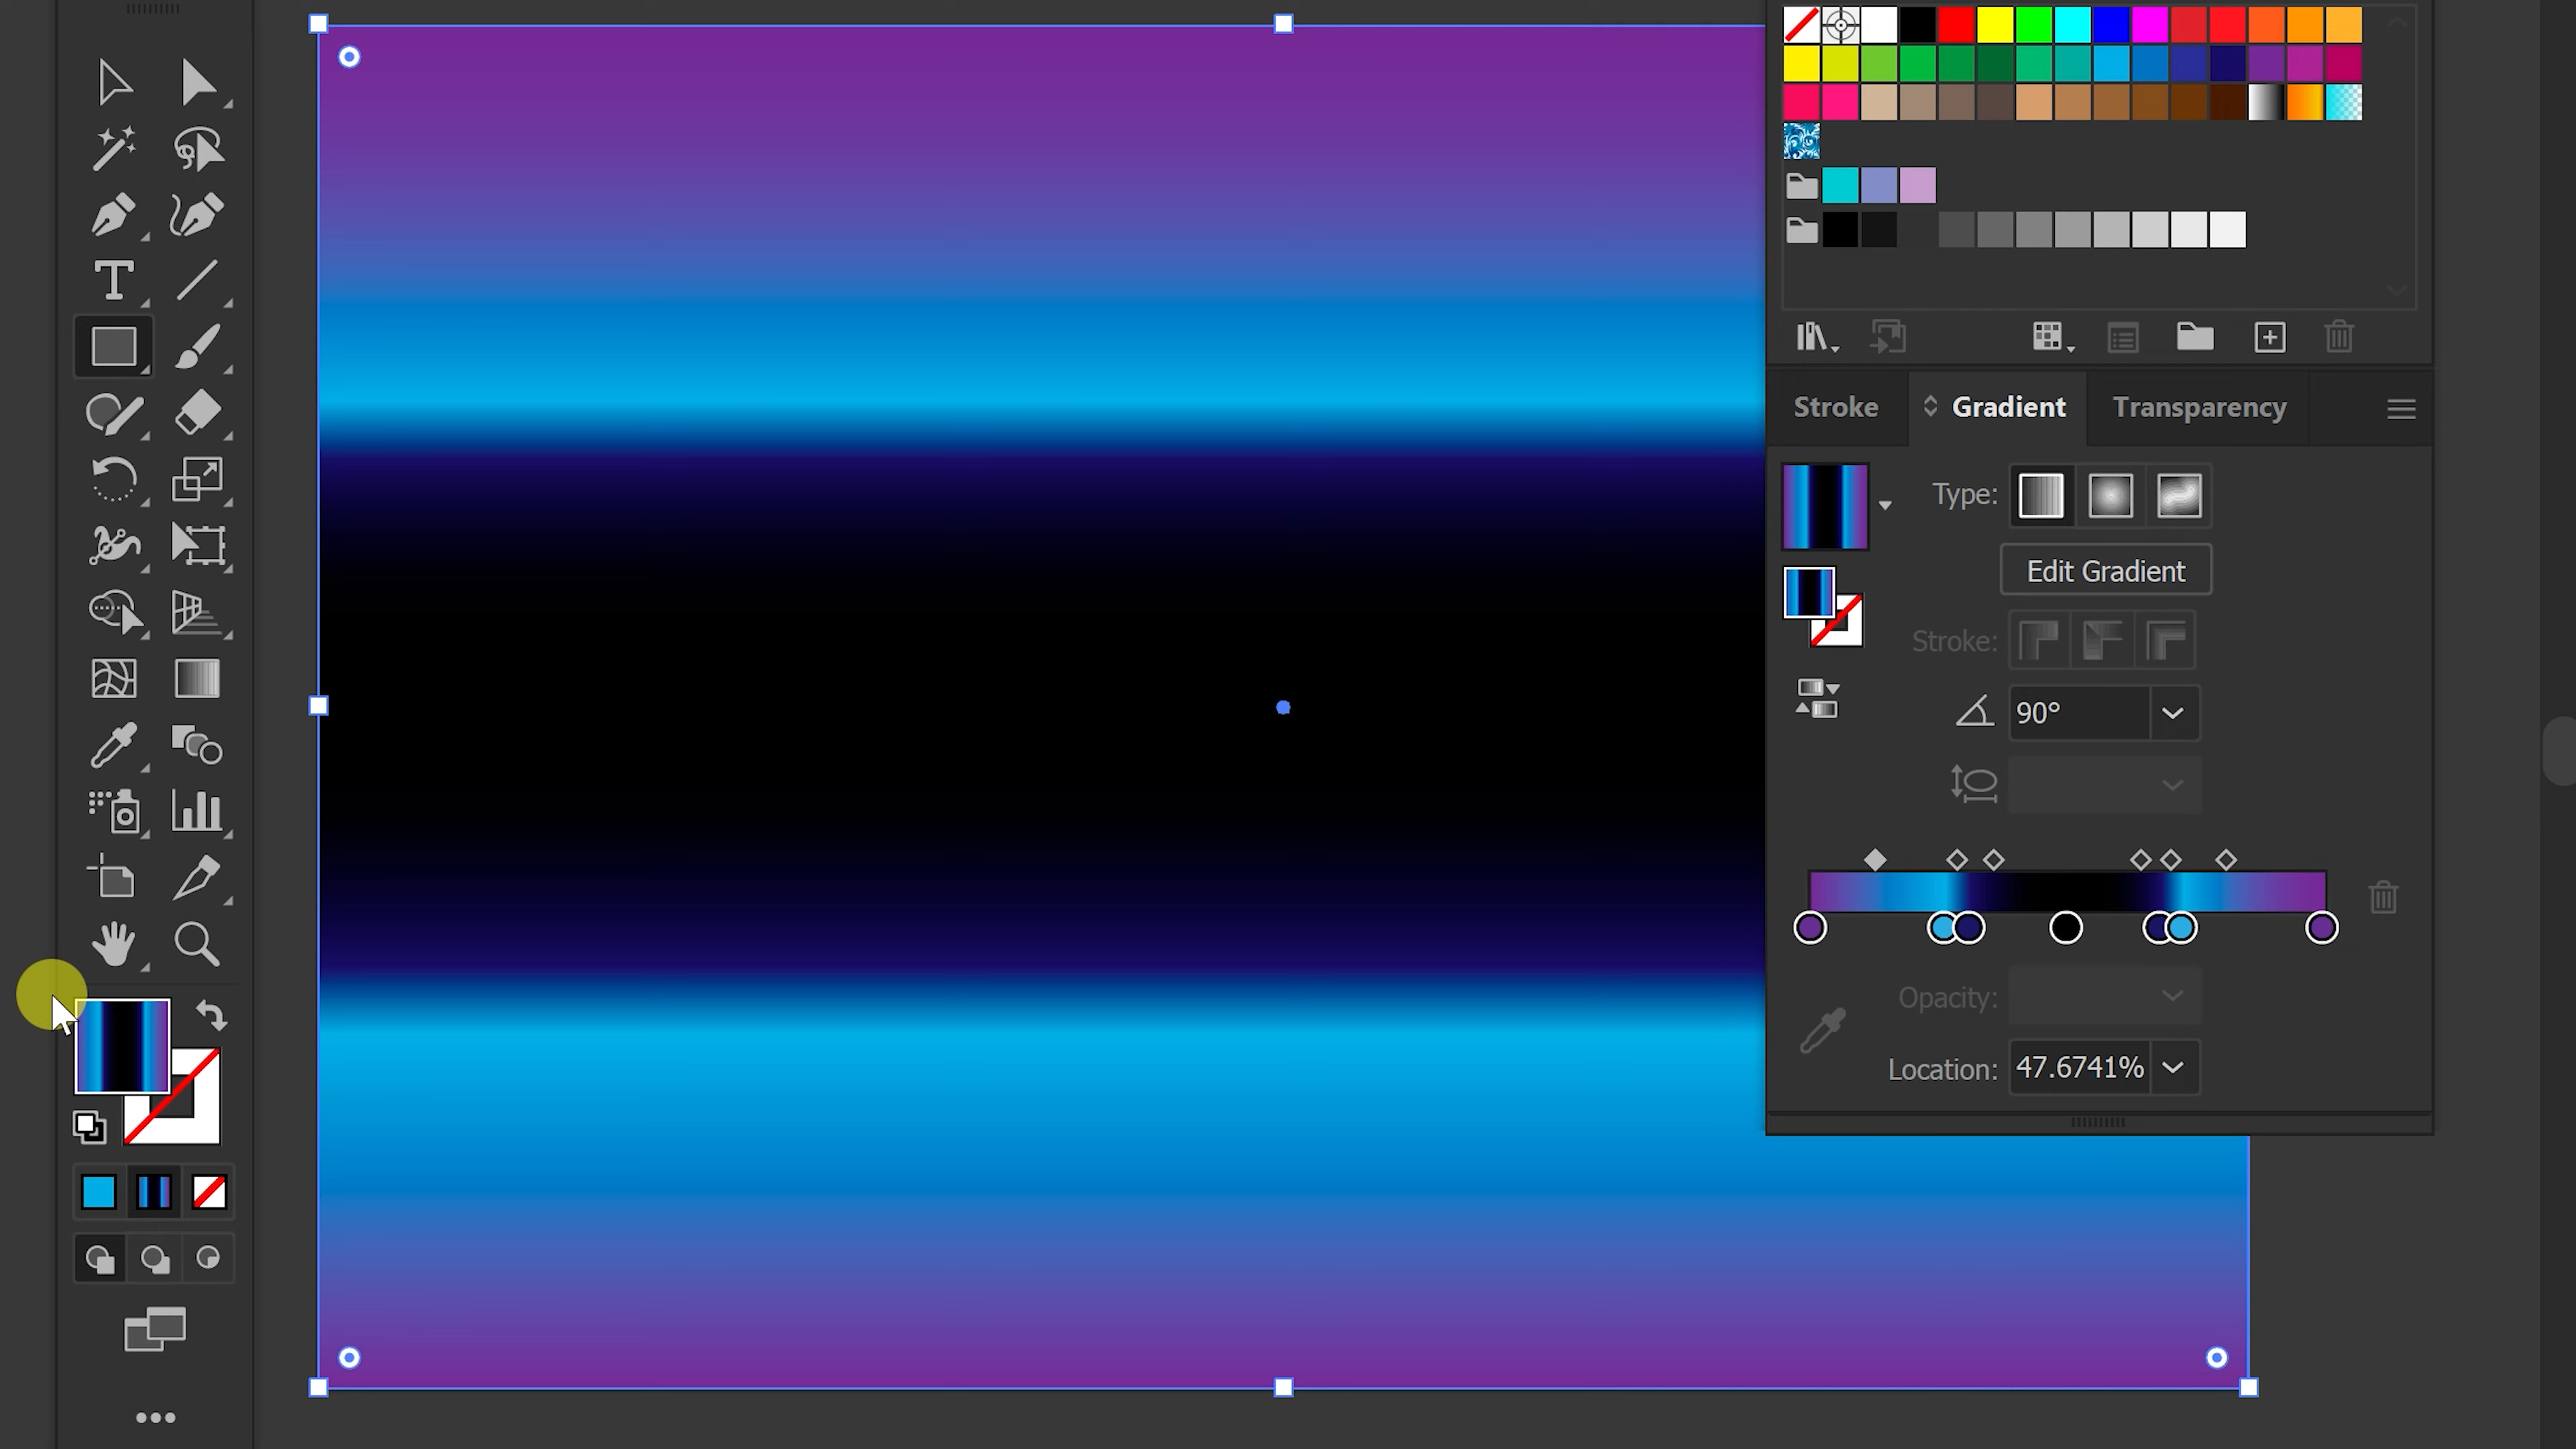 Stroke
Gradient
Transparency
Type:
Edit Gradient
Stroke:
90°
Opacity:
Location:
47.6741%